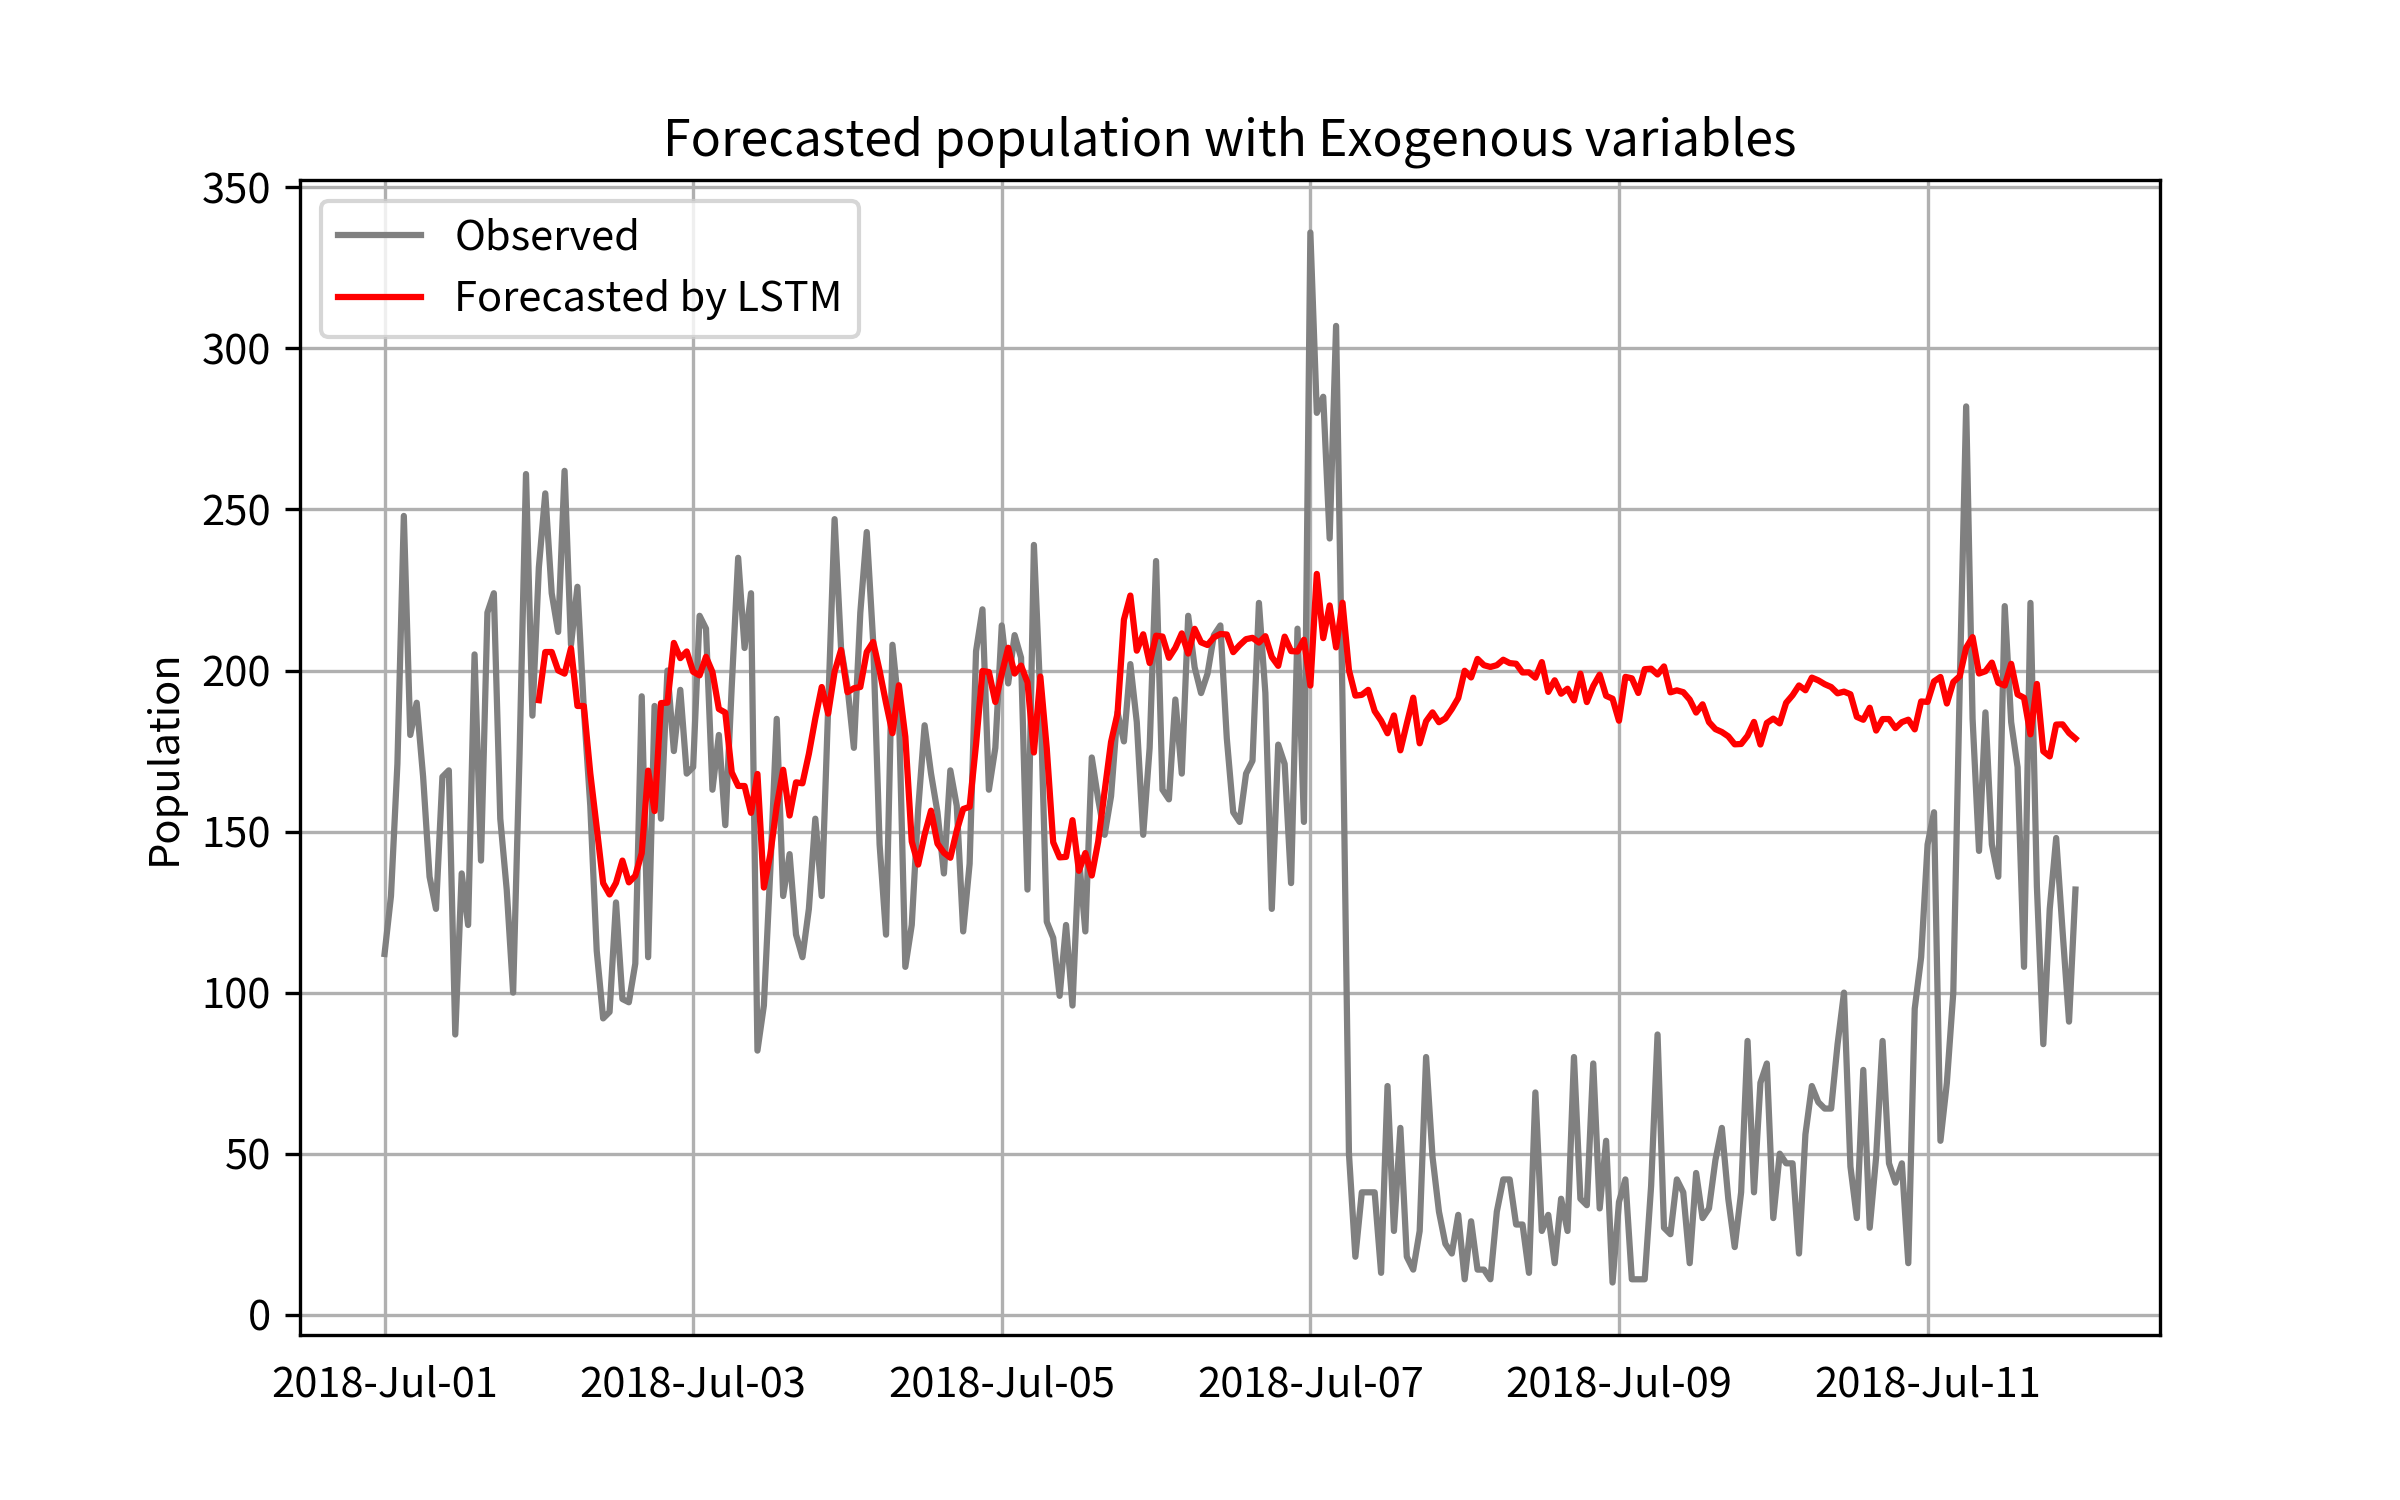 Forecasted population with Exogenous variables
350
300
250
200
150
100
50
0
Population
Observed
Forecasted by LSTM
2018-Jul-01
2018-Jul-03
2018-Jul-05
2018-Jul-07
2018-Jul-09
2018-Jul-11